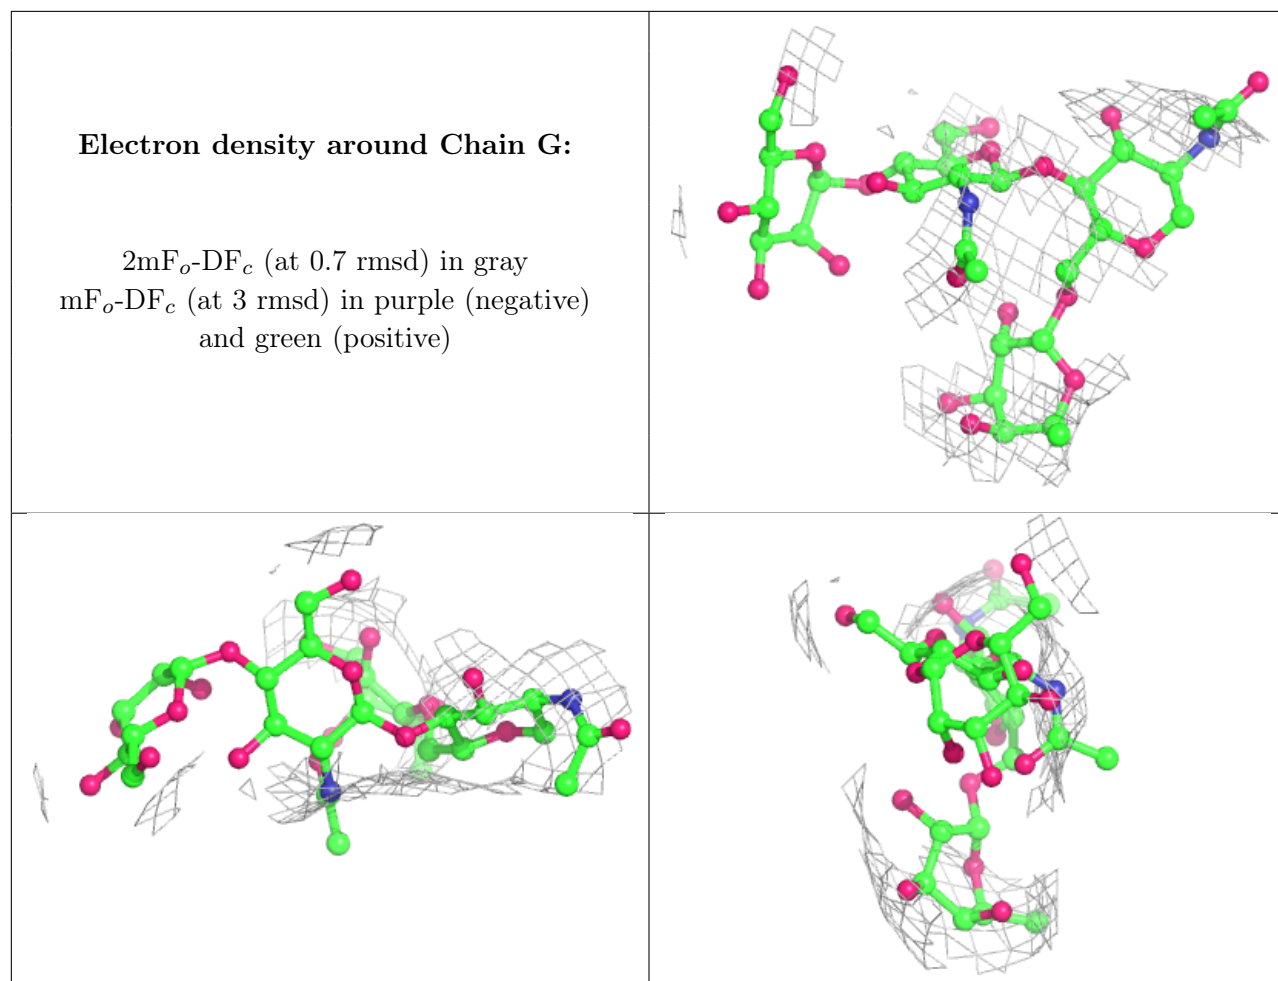 Electron density around Chain G:
2mF𝑜-DF𝑐 (at 0.7 rmsd) in gray
mF𝑜-DF𝑐 (at 3 rmsd) in purple (negative)
and green (positive)